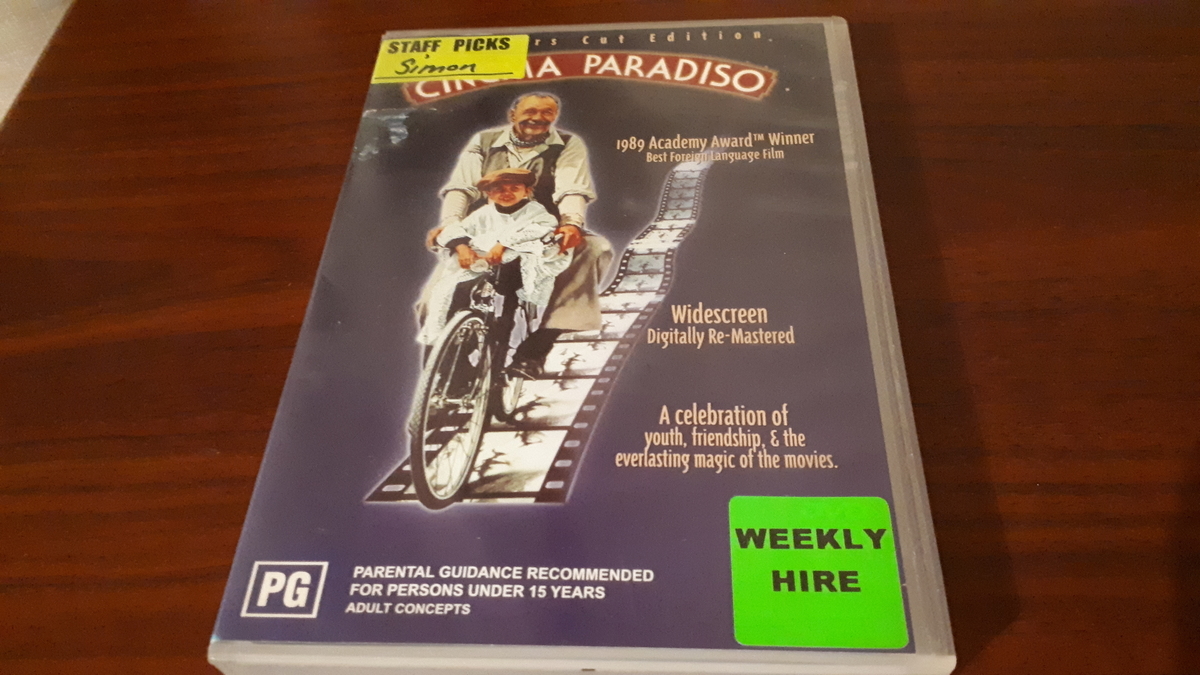 STAFF PICKS
Simon
Cut Edition
PARADISO
1989 Academy Award™ Winner
Best Foreign Language Film
Widescreen
Digitally Re-Mastered
A celebration of
youth, friendship, & the
everlasting magic of the movies.
WEEKLY
HIRE
PG
PARENTAL GUIDANCE RECOMMENDED
FOR PERSONS UNDER 15 YEARS
ADULT CONCEPTS